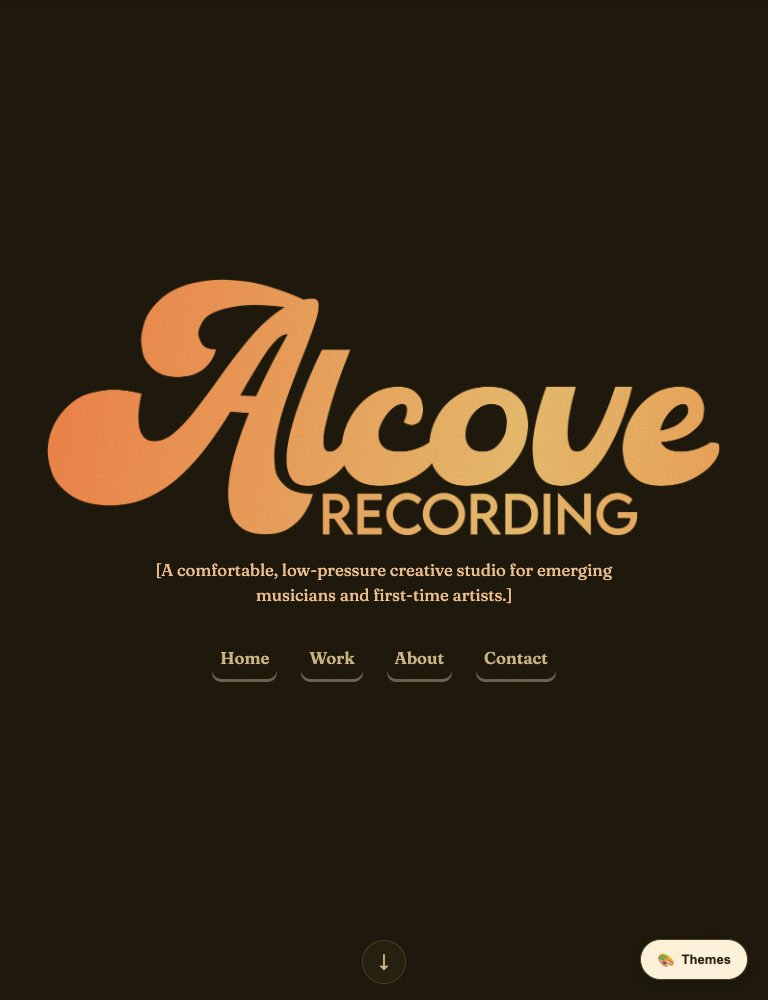 Alcove
RECORDING
[A comfortable, low-pressure creative studio for emerging
musicians and first-time artists.]
Home Work About Contact
↓
🎨 Themes